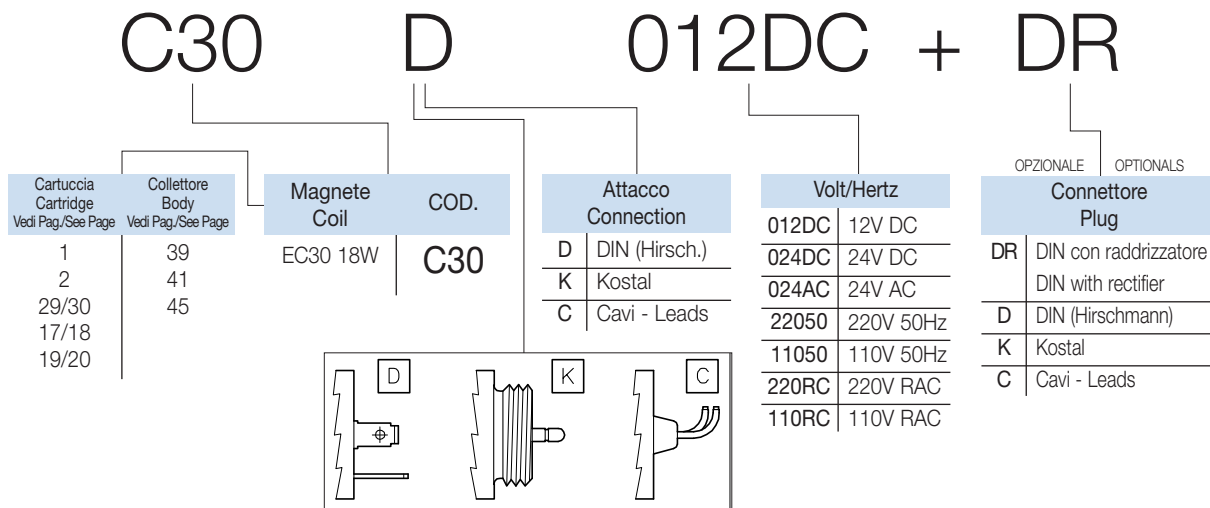 C30 D 012DC + DR
OPZIONALE OPTIONALS
Cartuccia
Cartridge
Vedi Pag./See Page
Collettore
Body
Vedi Pag./See Page
1 39
2 41
29/30 45
17/18
19/20
Magnete
Coil
COD.
EC30 18W C30
Attacco
Connection
D DIN (Hirsch.)
K Kostal
C Cavi - Leads
D K C
Volt/Hertz
012DC 12V DC
024DC 24V DC
024AC 24V AC
22050 220V 50Hz
11050 110V 50Hz
220RC 220V RAC
110RC 110V RAC
Connettore
Plug
DR DIN con raddrizzatore
DIN with rectifier
D DIN (Hirschmann)
K Kostal
C Cavi - Leads